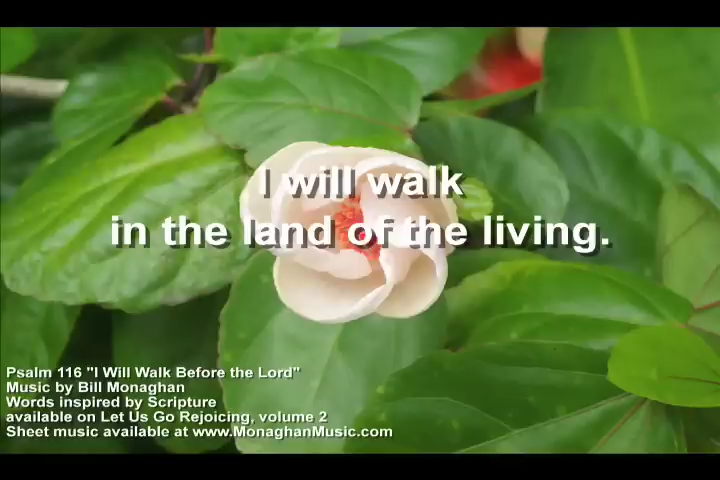 I will walk
in the land of the living.
Psalm 116 "I Will Walk Before the Lord"
Music by Bill Monaghan
Words inspired by Scripture
available on Let Us Go Rejoicing, volume 2
Sheet music available at www.MonaghanMusic.com